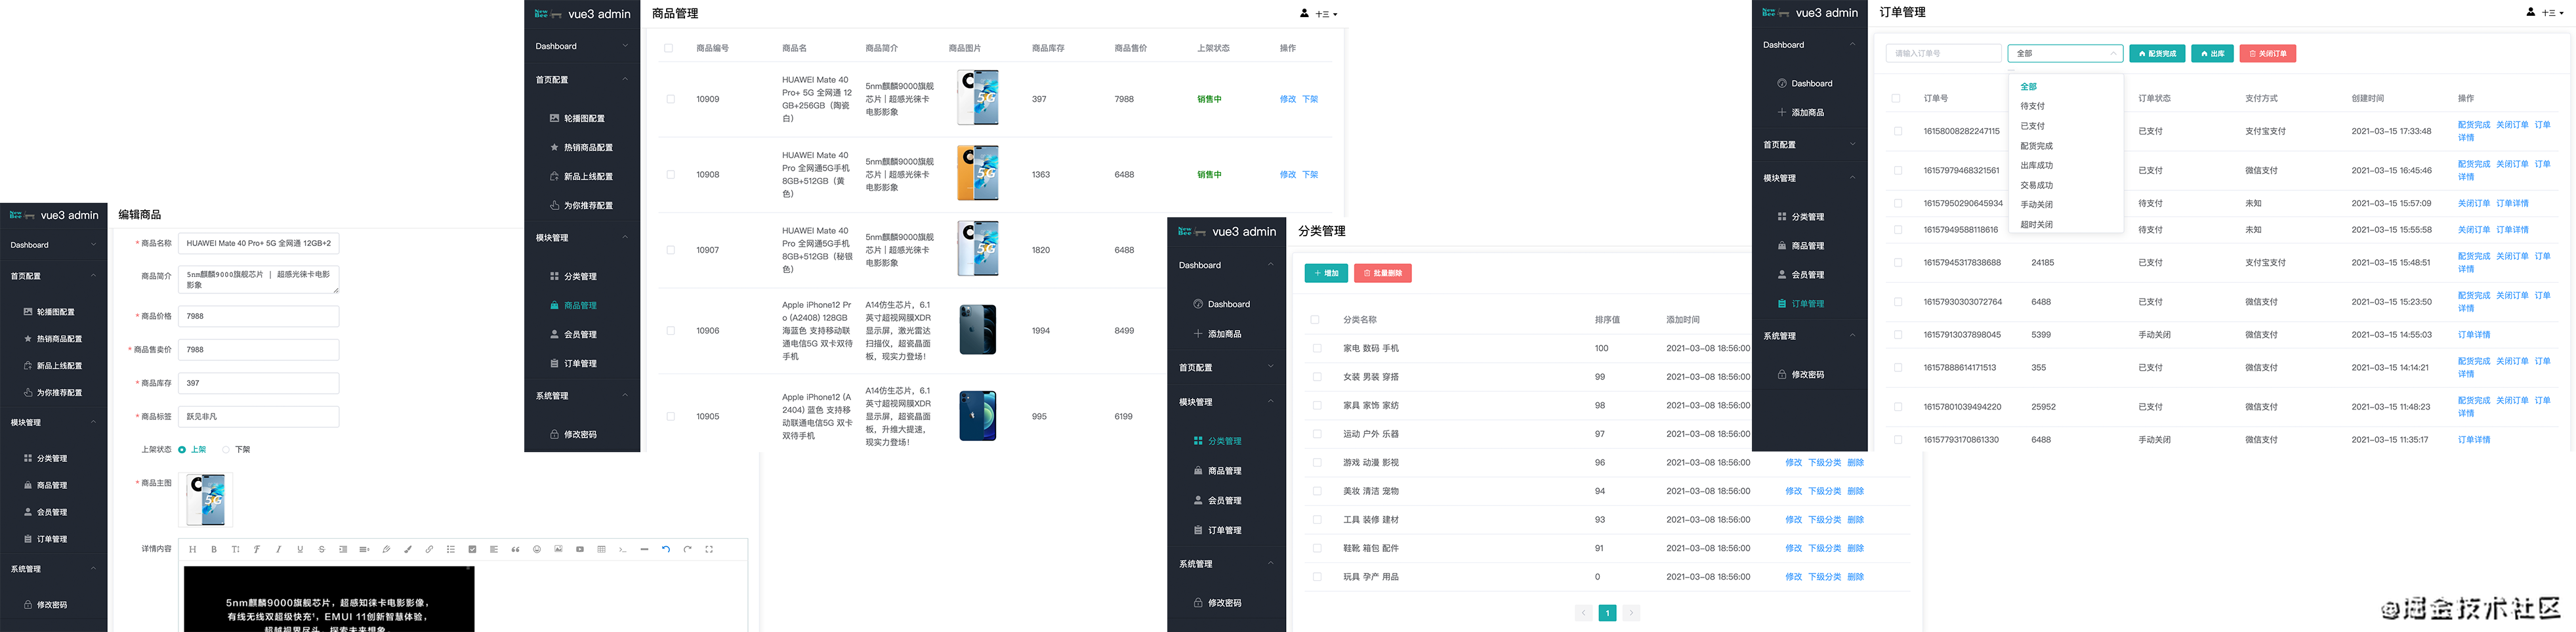 New Bee vue3 admin
编辑商品
Dashboard
首页配置
轮播图配置
热销商品配置
新品上线配置
为你推荐配置
模块管理
分类管理
商品管理
会员管理
订单管理
系统管理
修改密码
* 商品名称 HUAWEI Mate 40 Pro+ 5G 全网通 12GB+2
商品简介 5nm麒麟9000旗舰芯片 | 超感光徕卡电影
影象
* 商品价格 7988
* 商品售卖价 7988
* 商品库存 397
* 商品标签 跃见非凡
上架状态 上架 下架
* 商品主图
5G
详情内容
5nm麒麟9000旗舰芯片，超感知徕卡电影影像，
有线无线双超级快充¹，EMUI 11创新智慧体验，
超越视界尽头，探索未来想象。
New Bee vue3 admin
商品管理
十三
Dashboard
首页配置
轮播图配置
热销商品配置
新品上线配置
为你推荐配置
模块管理
分类管理
商品管理
会员管理
订单管理
系统管理
修改密码
商品编号 商品名 商品简介 商品图片 商品库存 商品售价 上架状态 操作
10909
HUAWEI Mate 40
Pro+ 5G 全网通 12
GB+256GB（陶瓷
白）
5nm麒麟9000旗舰
芯片 | 超感光徕卡
电影影象
5G
397 7988 销售中 修改 下架
10908
HUAWEI Mate 40
Pro 全网通5G手机
8GB+512GB（黄
色）
5nm麒麟9000旗舰
芯片 | 超感光徕卡
电影影象
5G
1363 6488 销售中 修改 下架
10907
HUAWEI Mate 40
Pro 全网通5G手机
8GB+512GB（秘银
色）
5nm麒麟9000旗舰
芯片 | 超感光徕卡
电影影象
5G
1820 6488
10906
Apple iPhone12 Pr
o (A2408) 128GB
海蓝色 支持移动联
通电信5G 双卡双待
手机
A14仿生芯片，6.1
英寸超视网膜XDR
显示屏，激光雷达
扫描仪，超瓷晶面
板，现实力登场！
1994 8499
10905
Apple iPhone12 (A
2404) 蓝色 支持移
动联通电信5G 双卡
双待手机
A14仿生芯片，6.1
英寸超视网膜XDR
显示屏，超瓷晶面
板，升维大提速，
现实力登场！
995 6199
New Bee vue3 admin
分类管理
Dashboard
Dashboard
添加商品
首页配置
模块管理
分类管理
商品管理
会员管理
订单管理
系统管理
修改密码
+ 增加 批量删除
分类名称 排序值 添加时间
家电 数码 手机 100 2021-03-08 18:56:00
女装 男装 穿搭 99 2021-03-08 18:56:00
家具 家饰 家纺 98 2021-03-08 18:56:00
运动 户外 乐器 97 2021-03-08 18:56:00
游戏 动漫 影视 96 2021-03-08 18:56:00 修改 下级分类 删除
美妆 清洁 宠物 94 2021-03-08 18:56:00 修改 下级分类 删除
工具 装修 建材 93 2021-03-08 18:56:00 修改 下级分类 删除
鞋靴 箱包 配件 91 2021-03-08 18:56:00 修改 下级分类 删除
玩具 孕产 用品 0 2021-03-08 18:56:00 修改 下级分类 删除
1
New Bee vue3 admin
订单管理
十三
Dashboard
Dashboard
添加商品
首页配置
模块管理
分类管理
商品管理
会员管理
订单管理
系统管理
修改密码
请输入订单号 全部 配货完成 出库 关闭订单
全部
待支付
已支付
配货完成
出库成功
交易成功
手动关闭
超时关闭
订单号 订单状态 支付方式 创建时间 操作
16158008282247115 已支付 支付宝支付 2021-03-15 17:33:48 配货完成 关闭订单 订单
详情
16157979468321561 已支付 微信支付 2021-03-15 16:45:46 配货完成 关闭订单 订单
详情
16157950290645934 待支付 未知 2021-03-15 15:57:09 关闭订单 订单详情
16157949588118616 待支付 未知 2021-03-15 15:55:58 关闭订单 订单详情
16157945317838688 24185 已支付 支付宝支付 2021-03-15 15:48:51 配货完成 关闭订单 订单
详情
16157930303072764 6488 已支付 微信支付 2021-03-15 15:23:50 配货完成 关闭订单 订单
详情
16157913037898045 5399 手动关闭 微信支付 2021-03-15 14:55:03 订单详情
16157888614171513 355 已支付 微信支付 2021-03-15 14:14:21 配货完成 关闭订单 订单
详情
16157801039494220 25952 已支付 微信支付 2021-03-15 11:48:23 配货完成 关闭订单 订单
详情
16157793170861330 6488 手动关闭 微信支付 2021-03-15 11:35:17 订单详情
@掘金技术社区